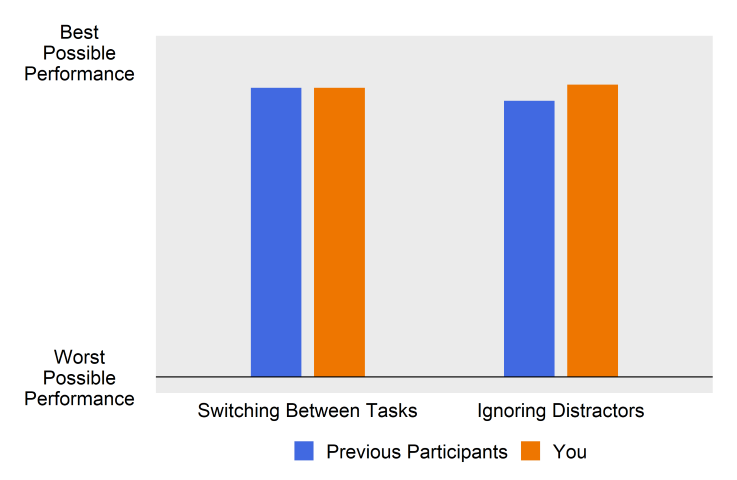 Best
Possible
Performance
Worst
Possible
Performance
Switching Between Tasks
Ignoring Distractors
Previous Participants
You